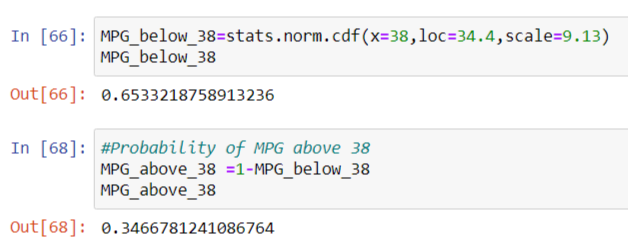 In [66]: MPG_below_38=stats.norm.cdf(x=38,loc=34.4,scale=9.13)
MPG_below_38
Out[66]: 0.6533218758913236
In [68]: #Probability of MPG above 38
MPG_above_38 =1-MPG_below_38
MPG_above_38
Out[68]: 0.3466781241086764